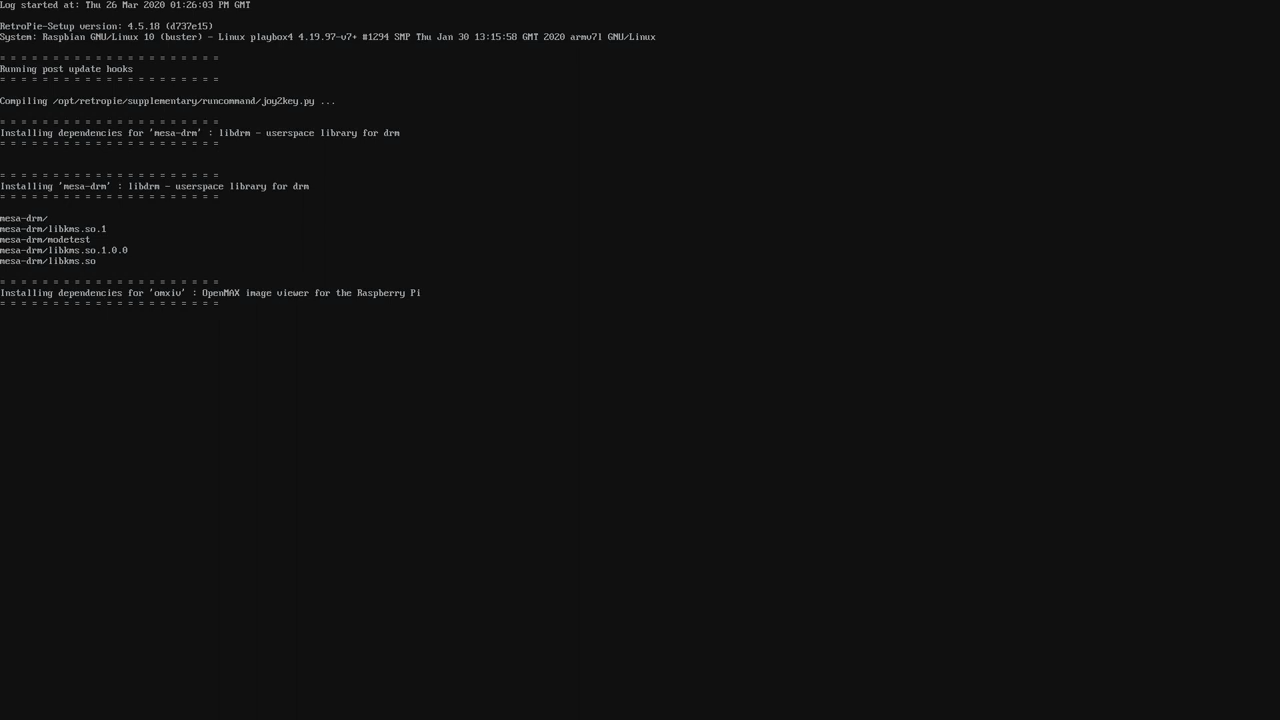 Log started at: Thu 26 Mar 2020 01:26:03 PM GMT
RetroPie-Setup version: 4.5.18 (d737e15)
System: Raspbian GNU/Linux 10 (buster) - Linux playbox4 4.19.97-v7+ #1294 SMP Thu Jan 30 13:15:58 GMT 2020 armv7l GNU/Linux
= = = = = = = = = = = = = = = = = = = = =
Running post update hooks
= = = = = = = = = = = = = = = = = = = = =
Compiling /opt/retropie/supplementary/runcommand/joy2key.py ...
= = = = = = = = = = = = = = = = = = = = =
Installing dependencies for 'mesa-drm' : libdrm - userspace library for drm
= = = = = = = = = = = = = = = = = = = = =
= = = = = = = = = = = = = = = = = = = = =
Installing 'mesa-drm' : libdrm - userspace library for drm
= = = = = = = = = = = = = = = = = = = = =
mesa-drm/
mesa-drm/libkms.so.1
mesa-drm/modetest
mesa-drm/libkms.so.1.0.0
mesa-drm/libkms.so
= = = = = = = = = = = = = = = = = = = = =
Installing dependencies for 'omxiv' : OpenMAX image viewer for the Raspberry Pi
= = = = = = = = = = = = = = = = = = = = =